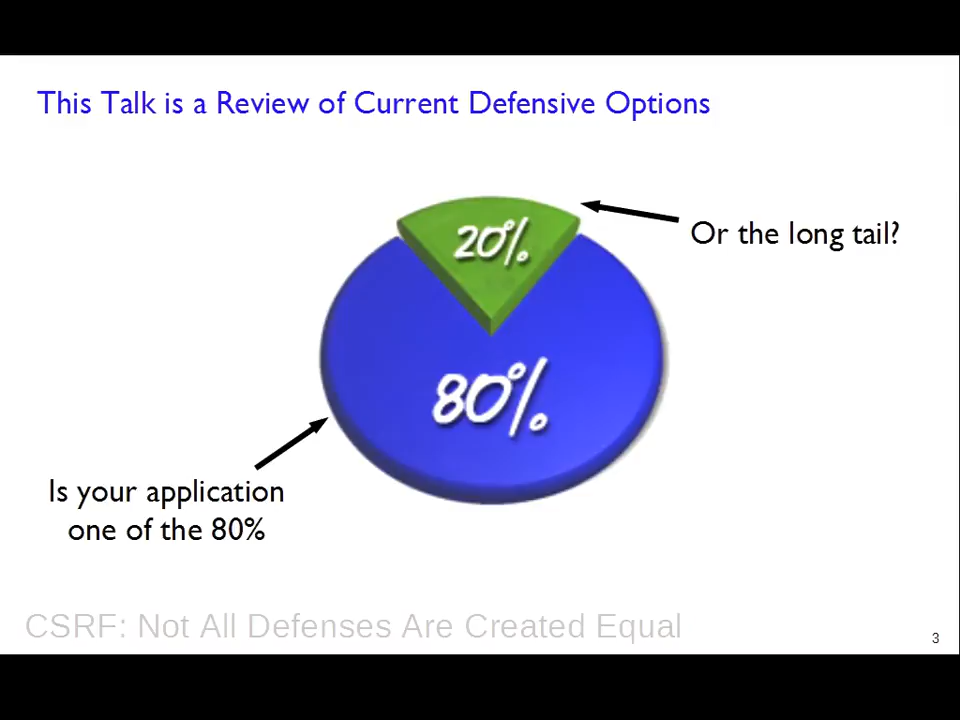 This Talk is a Review of Current Defensive Options
20%
Or the long tail?
80%
Is your application
one of the 80%
CSRF: Not All Defenses Are Created Equal
3